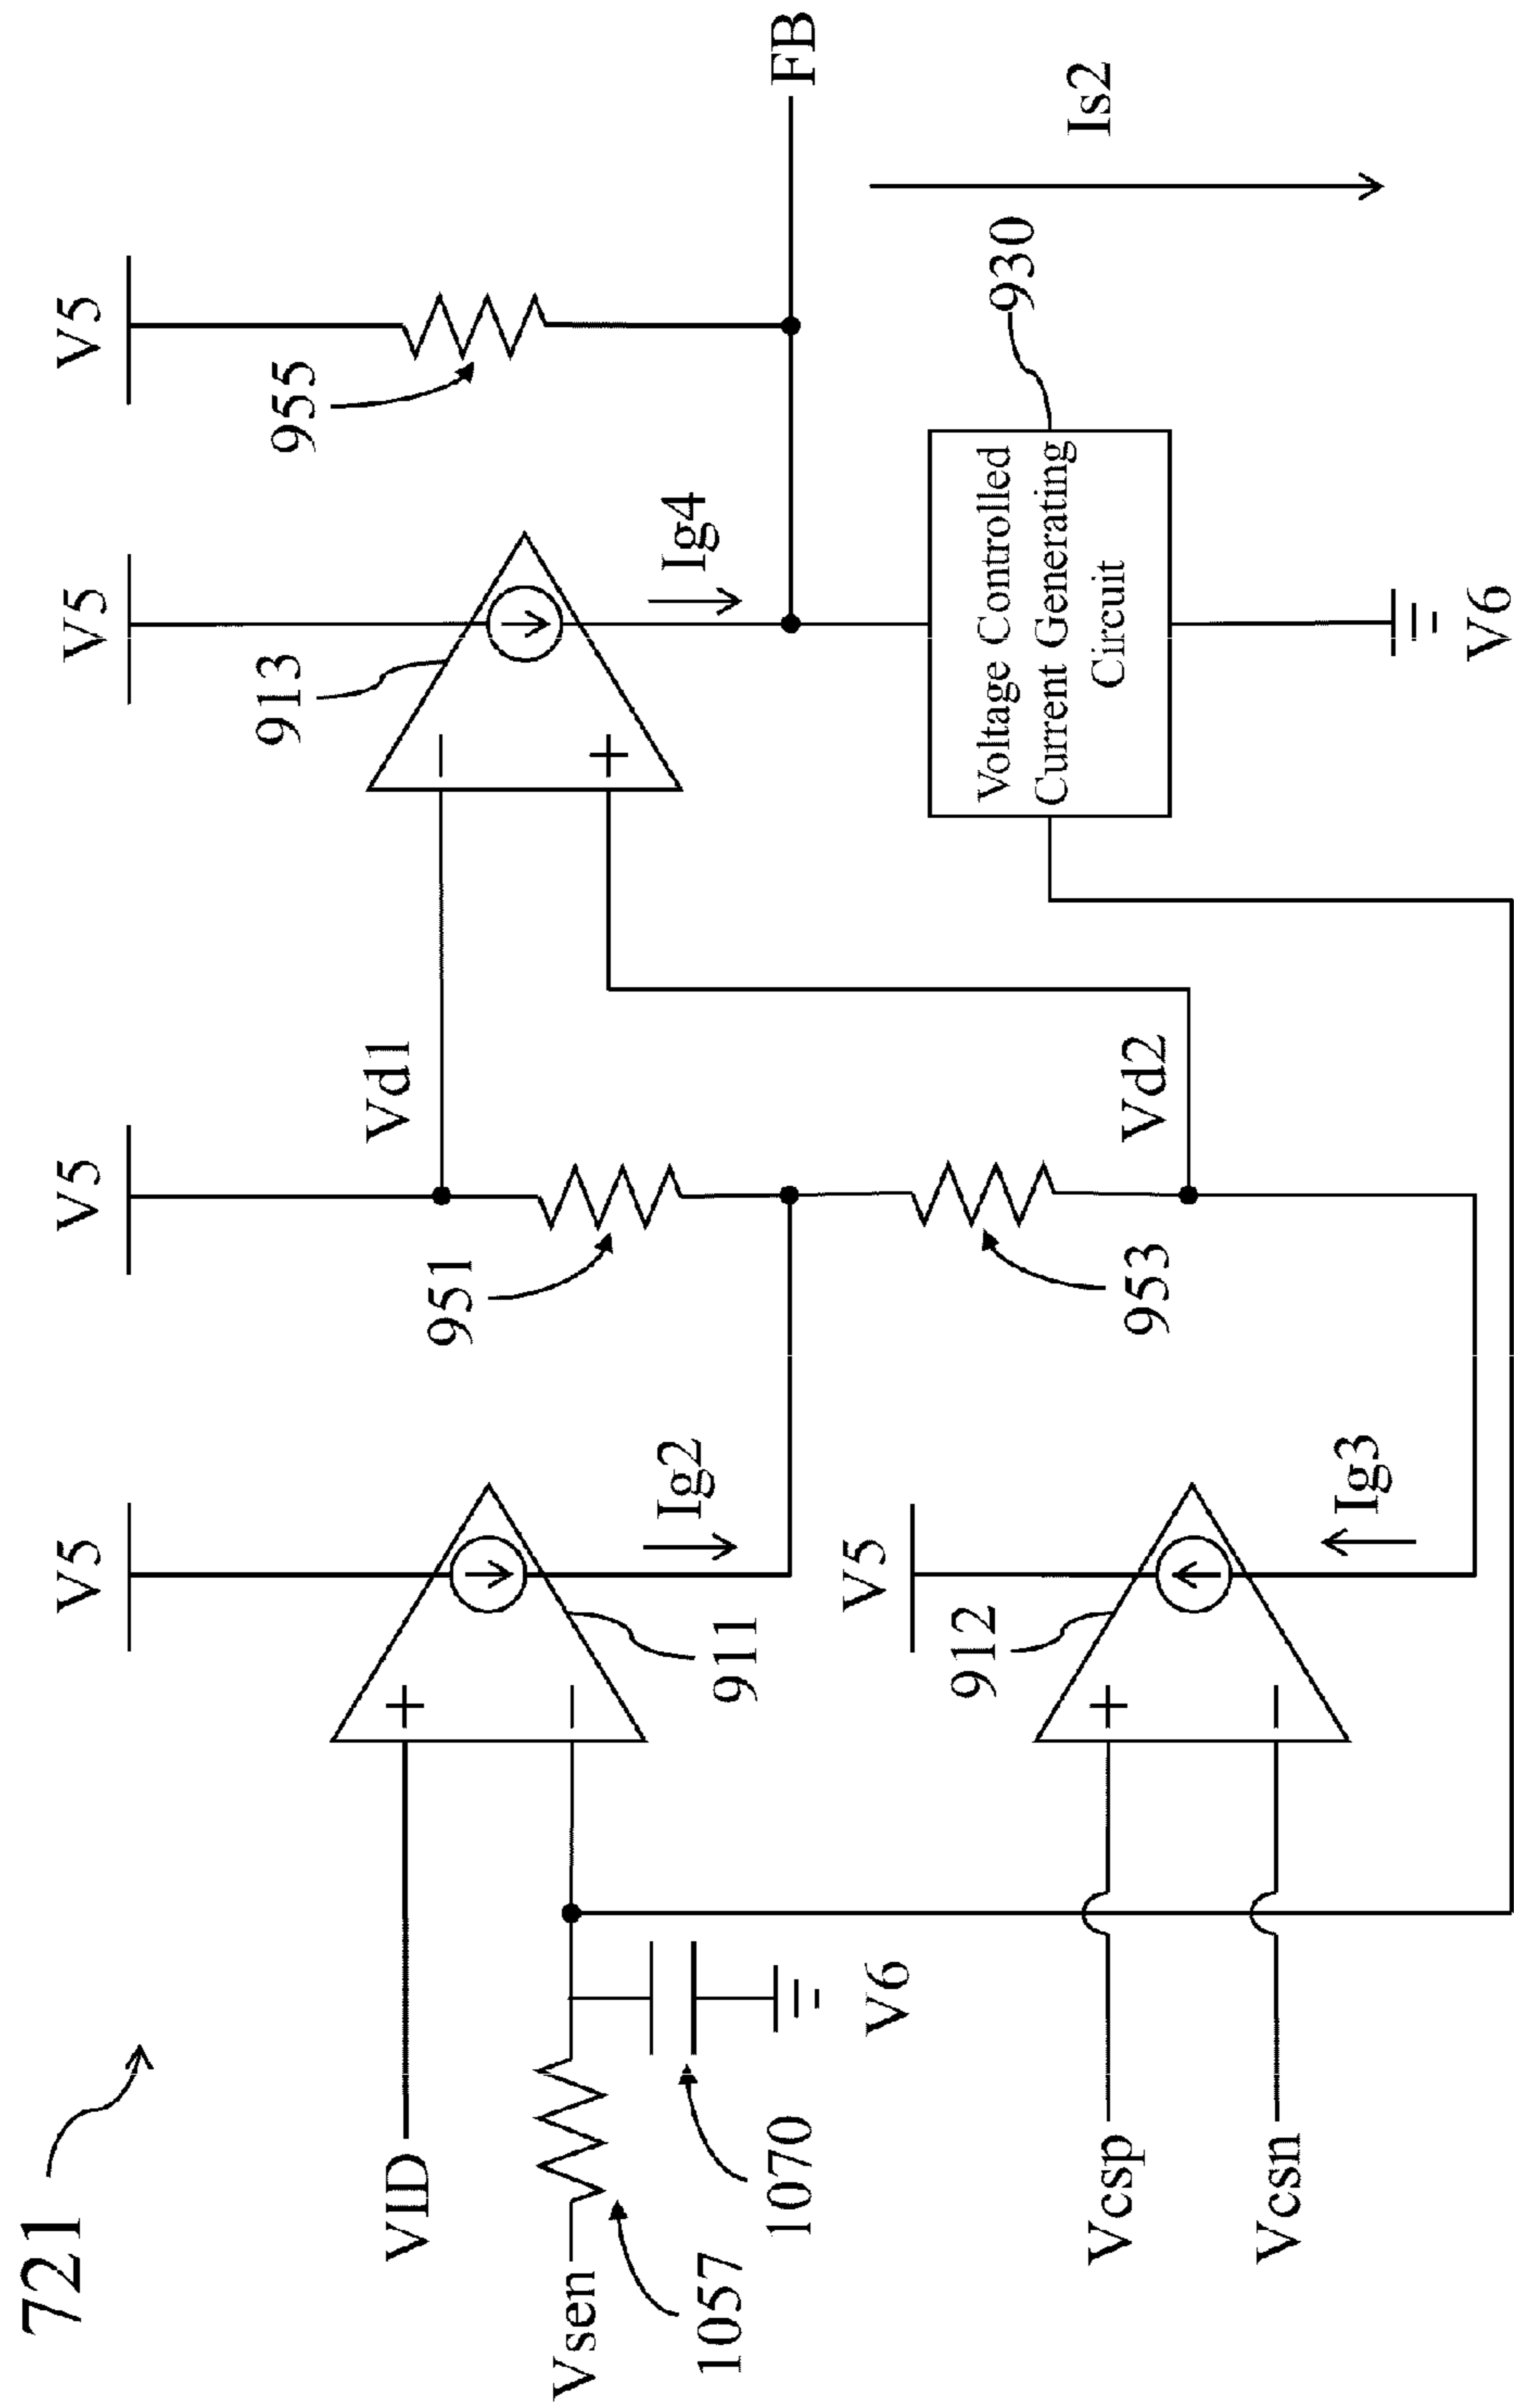 721
V5
V5
V5
V5
955
913
Vd1
FB
951
Ig2
Ig4
VID
911
V5
Is2
Vsen
1057
1070
V6
912
953
Vd2
930
Voltage Controlled
Current Generating
Circuit
Ig3
Vcsp
Vcsn
V6
+
−
+
−
−
+